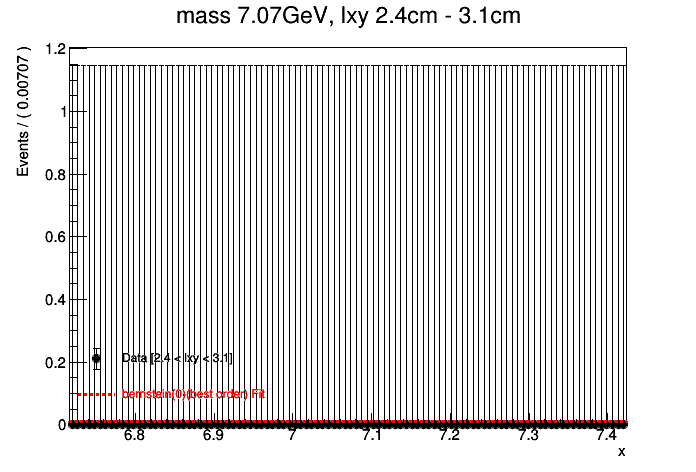 mass 7.07GeV, lxy 2.4cm - 3.1cm
Events / ( 0.00707 )
1.2
1
0.8
0.6
0.4
0.2
0
Data [2.4 < lxy < 3.1]
bernstein(0-(best order) Fit
6.8 6.9 7 7.1 7.2 7.3 7.4
x